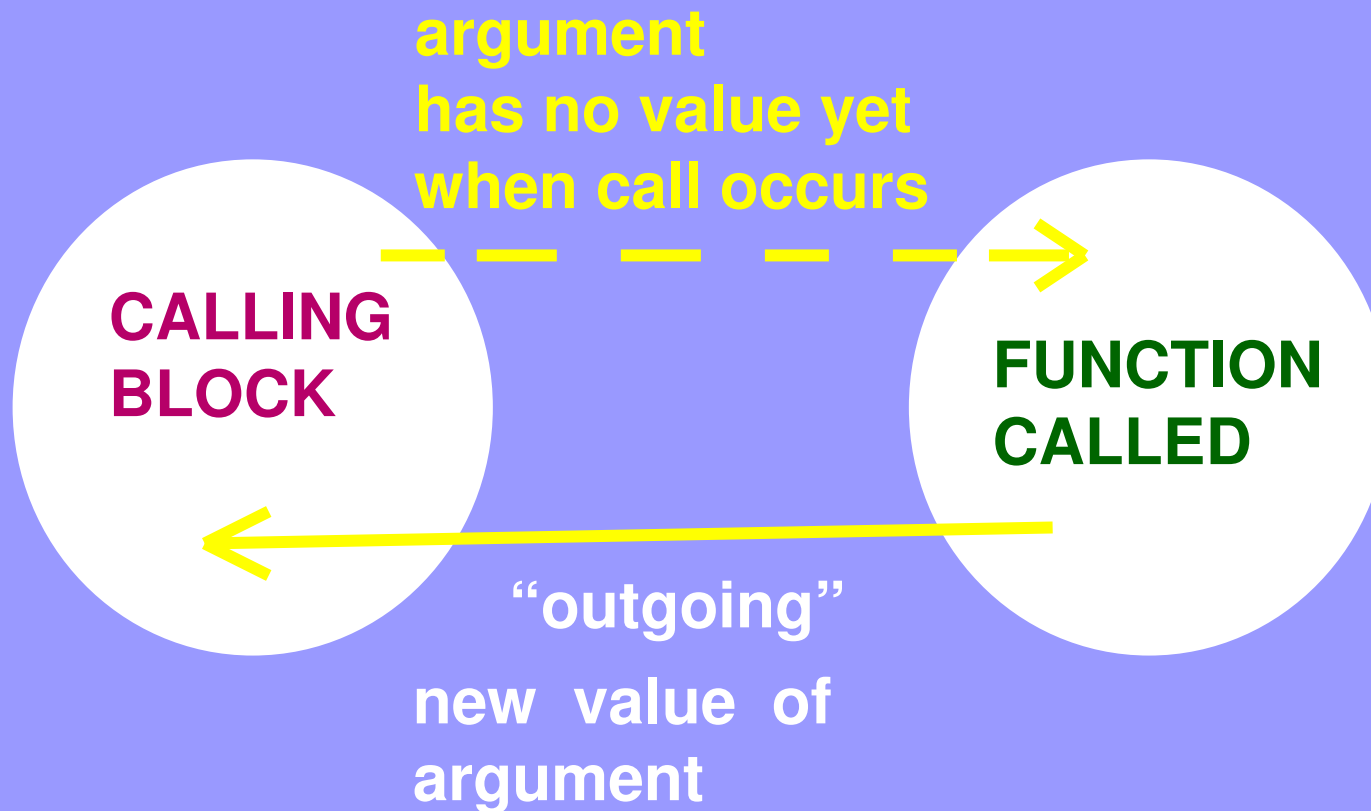 argument
has no value yet
when call occurs
CALLING
BLOCK
FUNCTION
CALLED
“outgoing”
new value of
argument